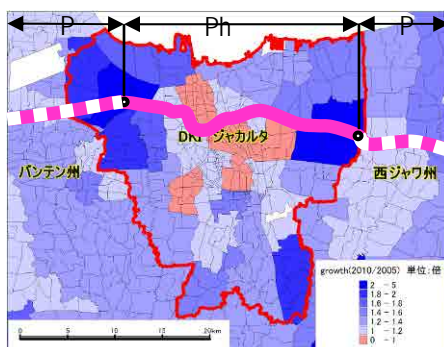 P
Ph
P
DKI ジャカルタ
バンテン州
西ジャワ州
growth(2010/2005) 単位:倍
2 - 5
1.8 - 2
1.6 - 1.8
1.4 - 1.6
1.2 - 1.4
1 - 1.2
0 - 1
0 5 10 20km